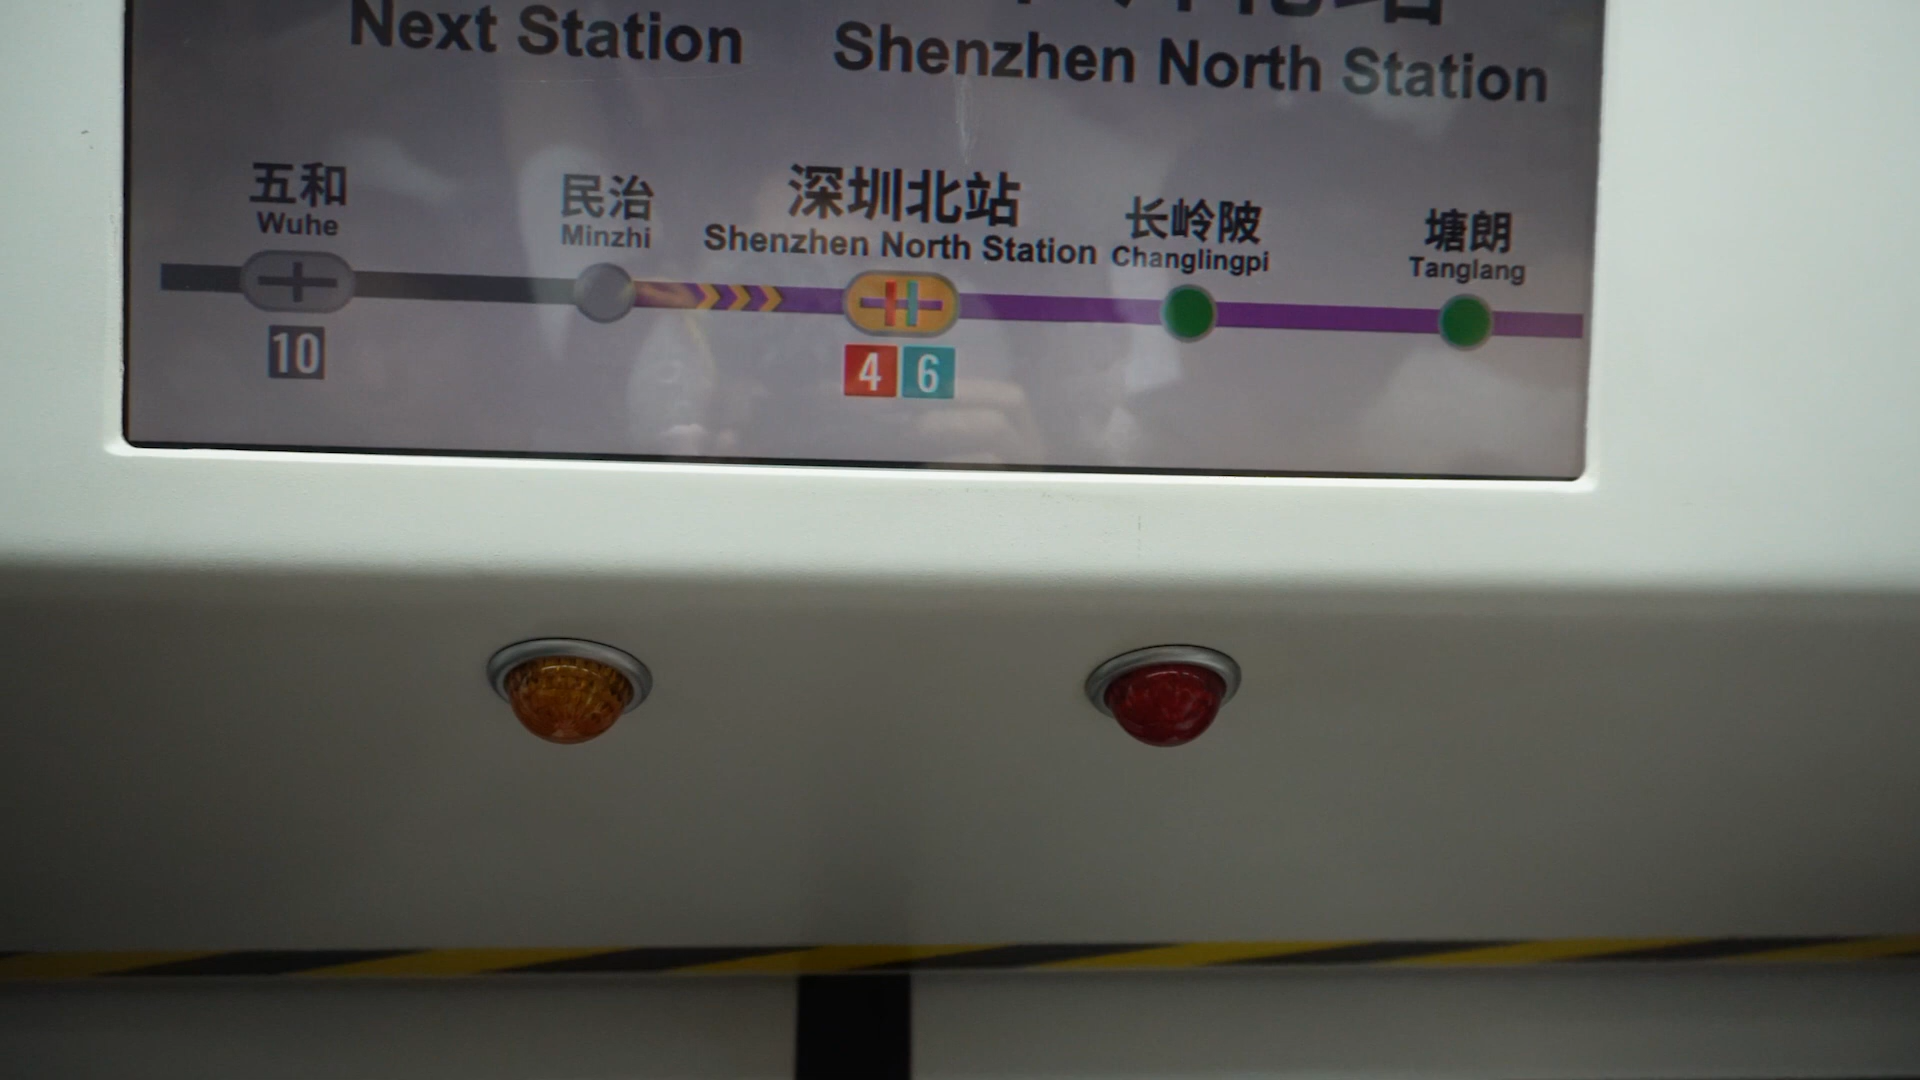 Next Station
Shenzhen North Station
五和
Wuhe
民治
Minzhi
深圳北站
Shenzhen North Station
长岭陂
Changlingpi
塘朗
Tanglang
10
4
6